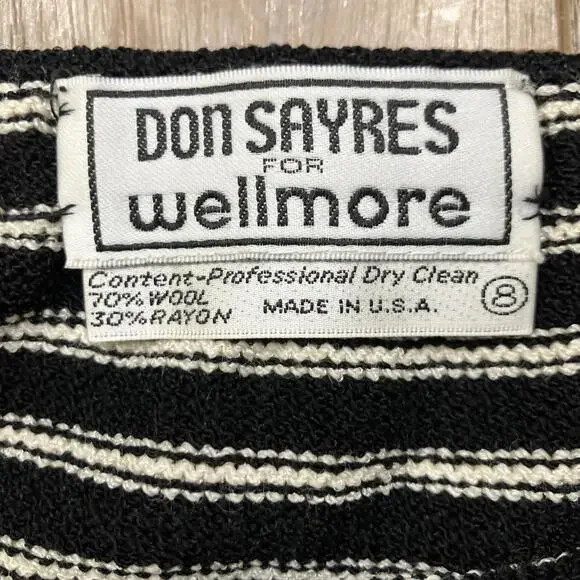 Don SAYRES
FOR
wellmore
Content-Professional Dry Clean
70% WOOL
30% RAYON MADE IN U.S.A. 8